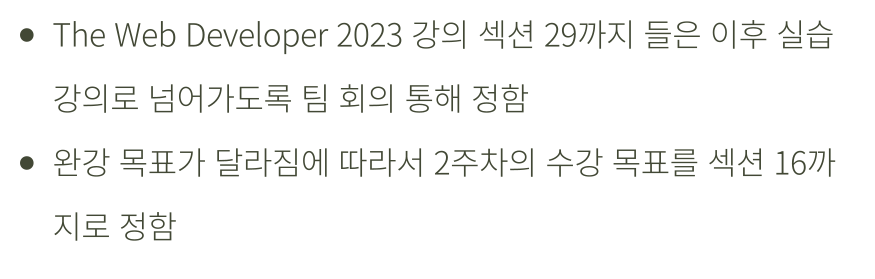 ● The Web Developer 2023 강의 섹션 29까지 들은 이후 실습
강의로 넘어가도록 팀 회의 통해 정함
● 완강 목표가 달라짐에 따라서 2주차의 수강 목표를 섹션 16까
지로 정함